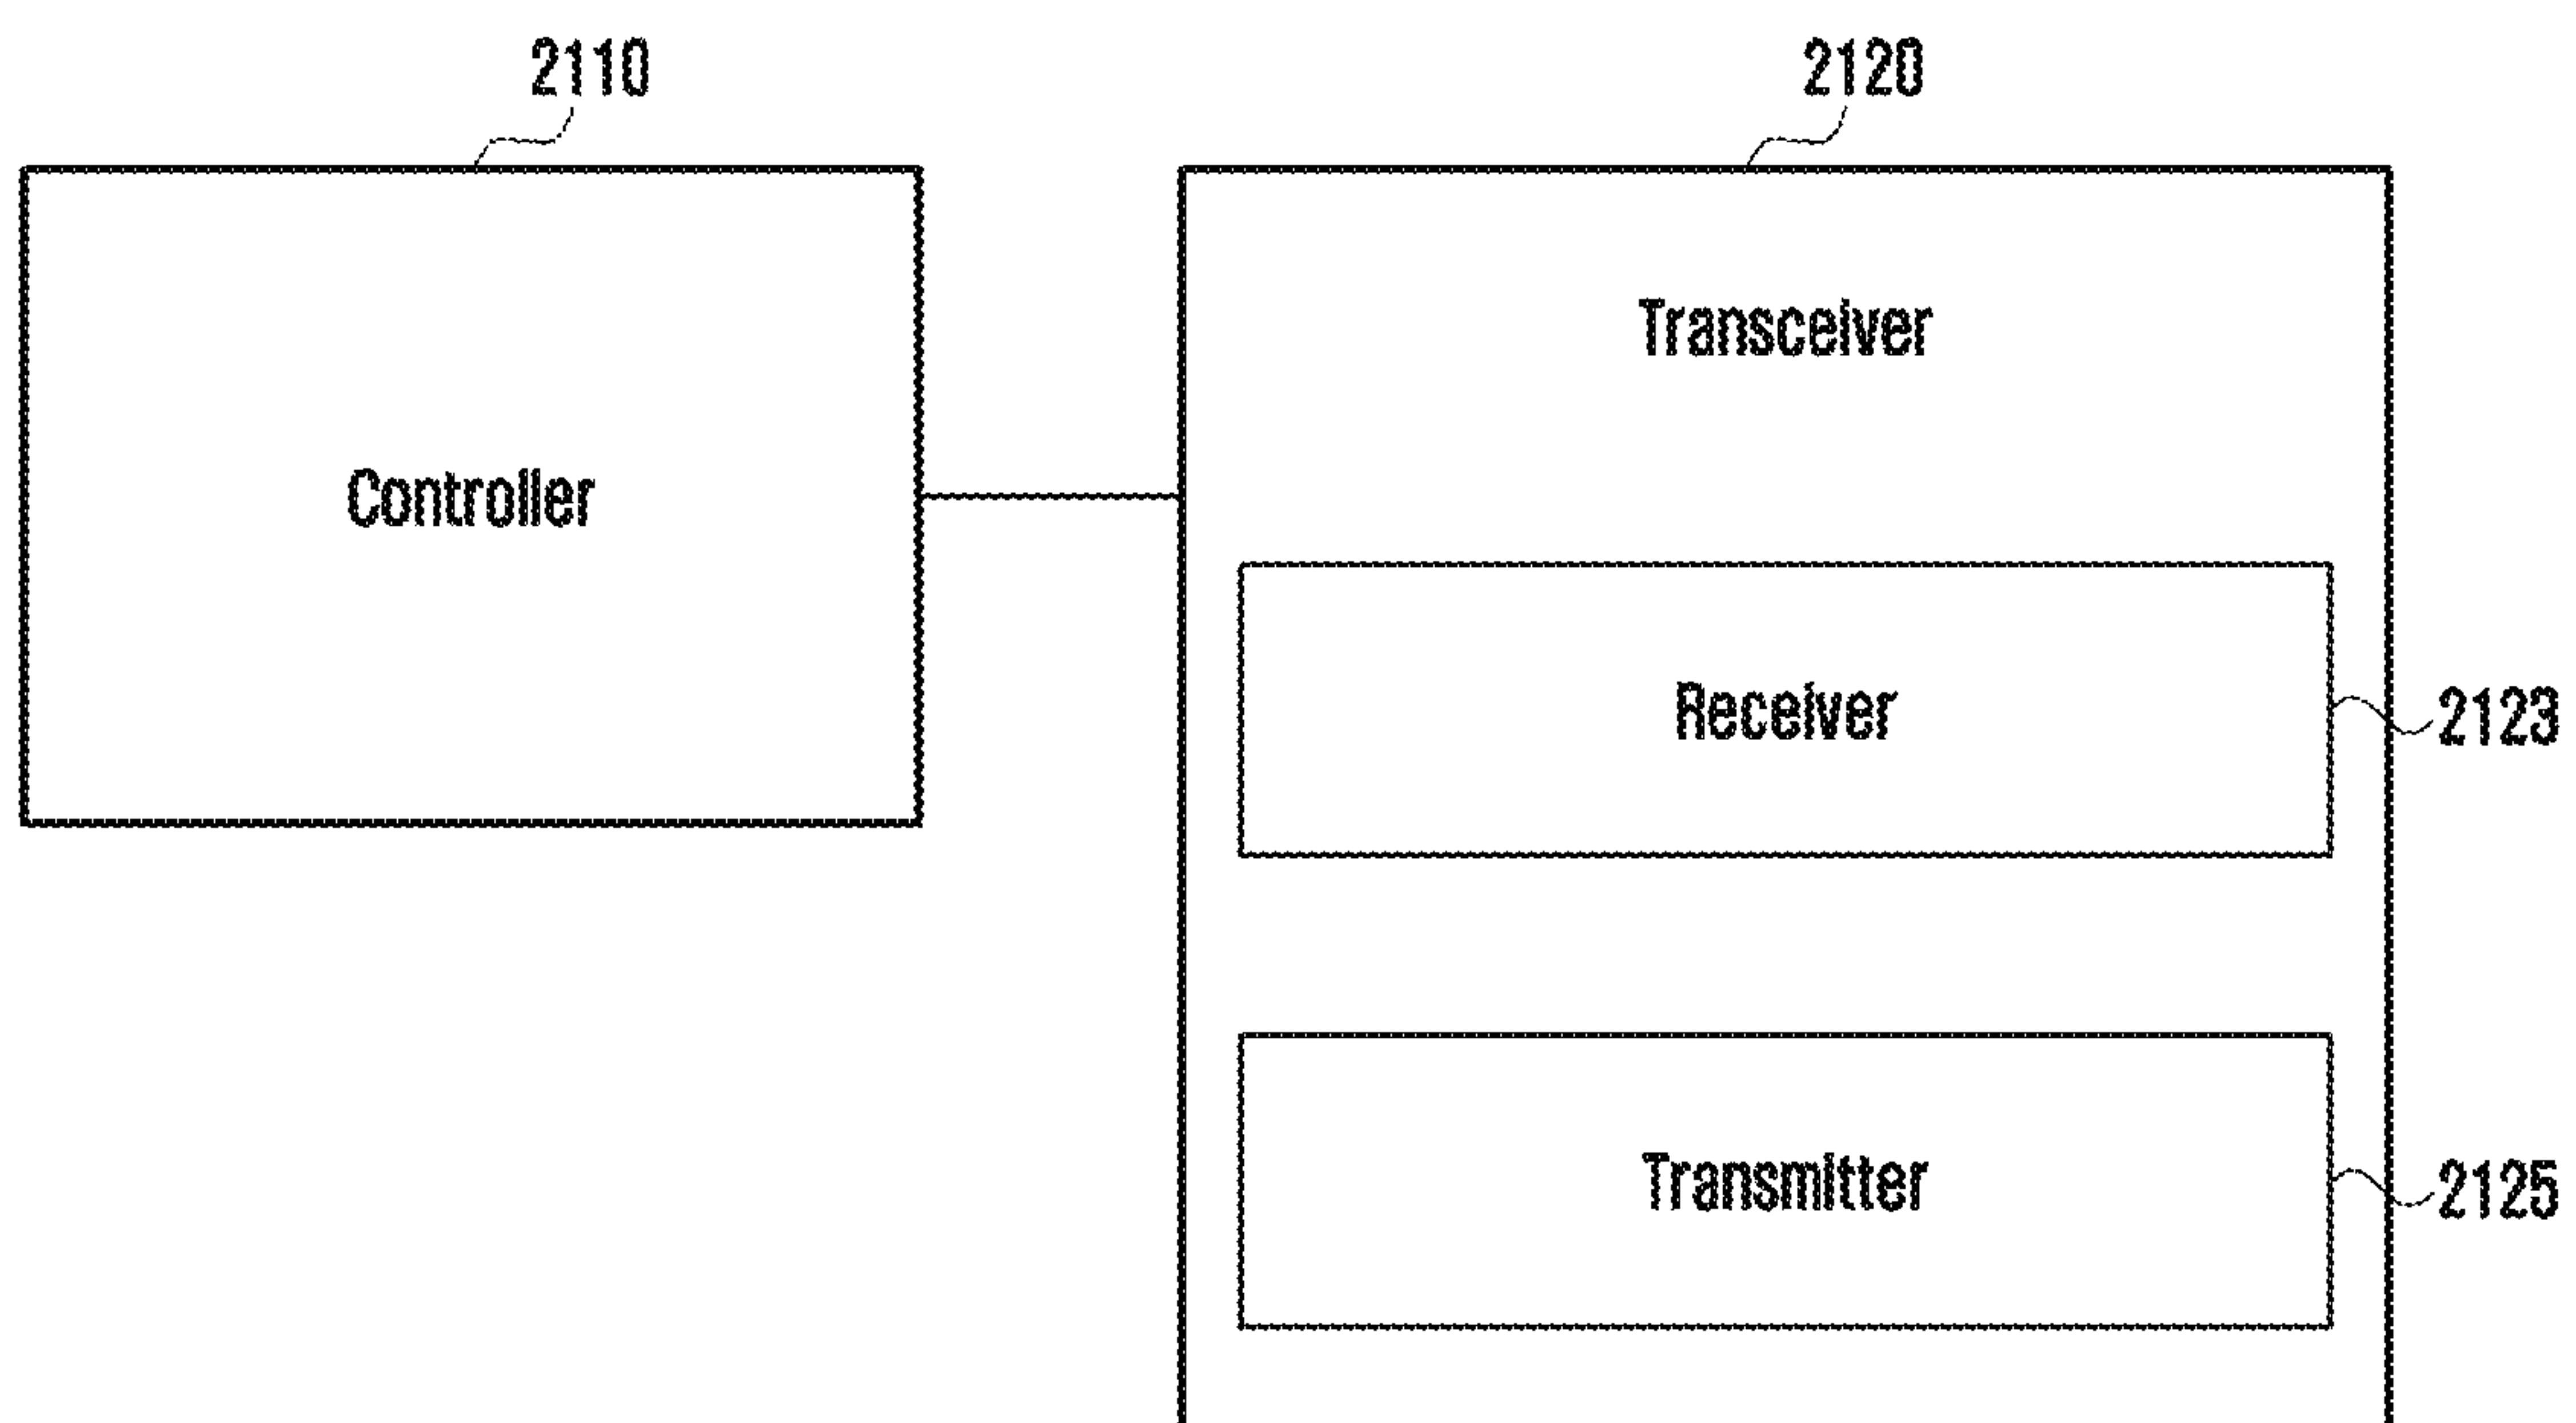 2110
2120
Controller
Transceiver
Receiver
2123
Transmitter
2125